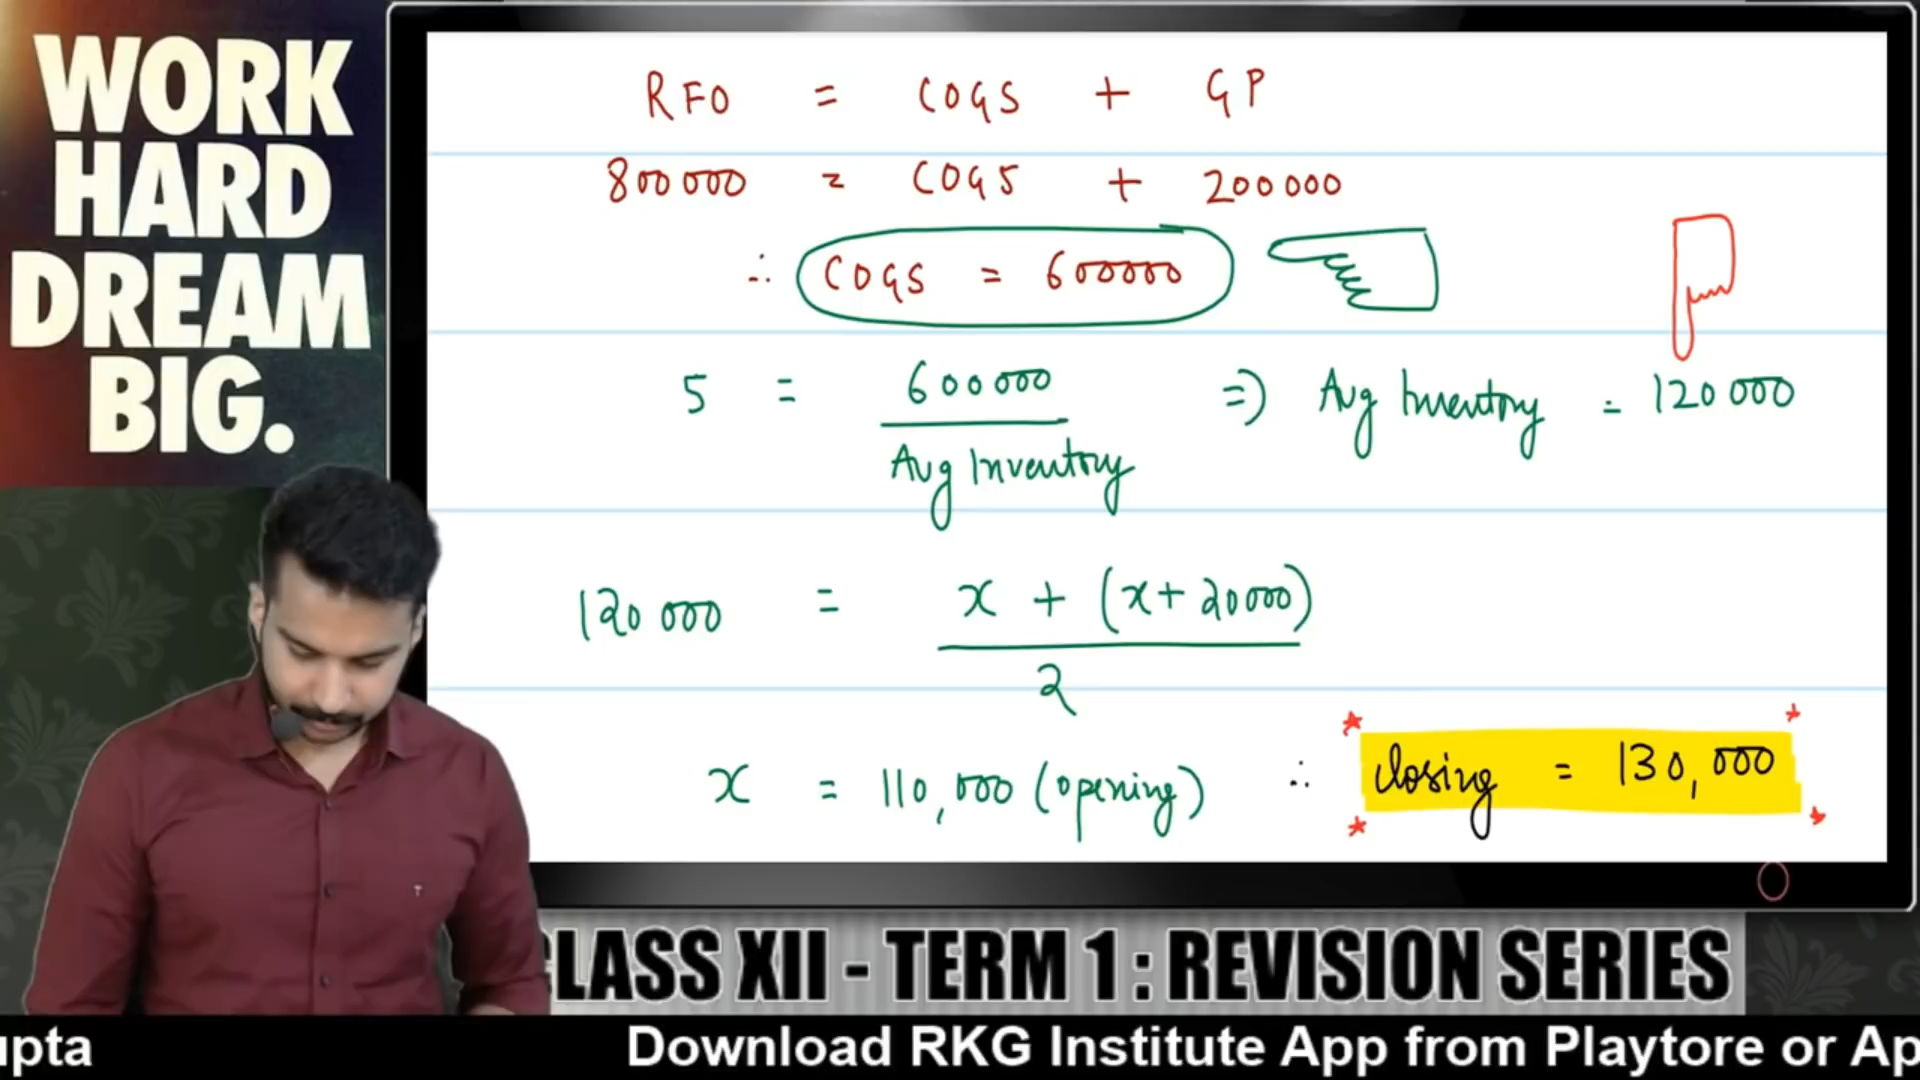 WORK
HARD
DREAM
BIG.
RFO = COGS + GP
800000 = COGS + 200000
∴ COGS = 600000
5 = 600000 / Avg Inventory => Avg Inventory = 120000
120000 = x + (x + 20000) / 2
x = 110,000 (opening) ∴ closing = 130,000
CLASS XII - TERM 1 : REVISION SERIES
upta Download RKG Institute App from Playtore or Ap